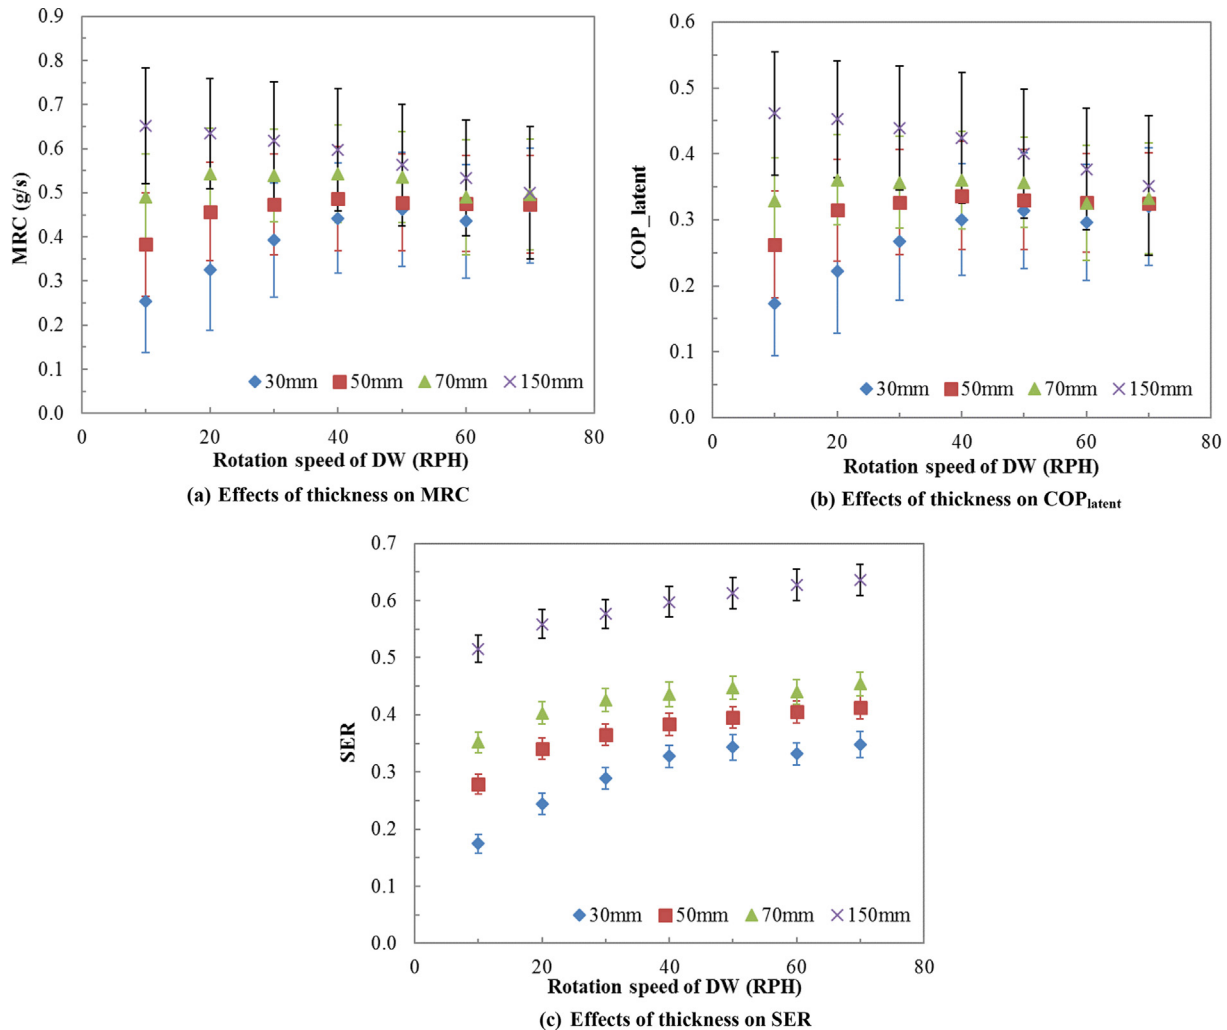 0.9
0.8
0.7
0.6
0.5
0.4
0.3
0.2
0.1
0.0
MRC (g/s)
30mm 50mm 70mm 150mm
0 20 40 60 80
Rotation speed of DW (RPH)
(a) Effects of thickness on MRC
0.6
0.5
0.4
0.3
0.2
0.1
0.0
COP_latent
30mm 50mm 70mm 150mm
0 20 40 60 80
Rotation speed of DW (RPH)
(b) Effects of thickness on COPlatent
0.7
0.6
0.5
0.4
0.3
0.2
0.1
0.0
SER
30mm 50mm 70mm 150mm
0 20 40 60 80
Rotation speed of DW (RPH)
(c) Effects of thickness on SER